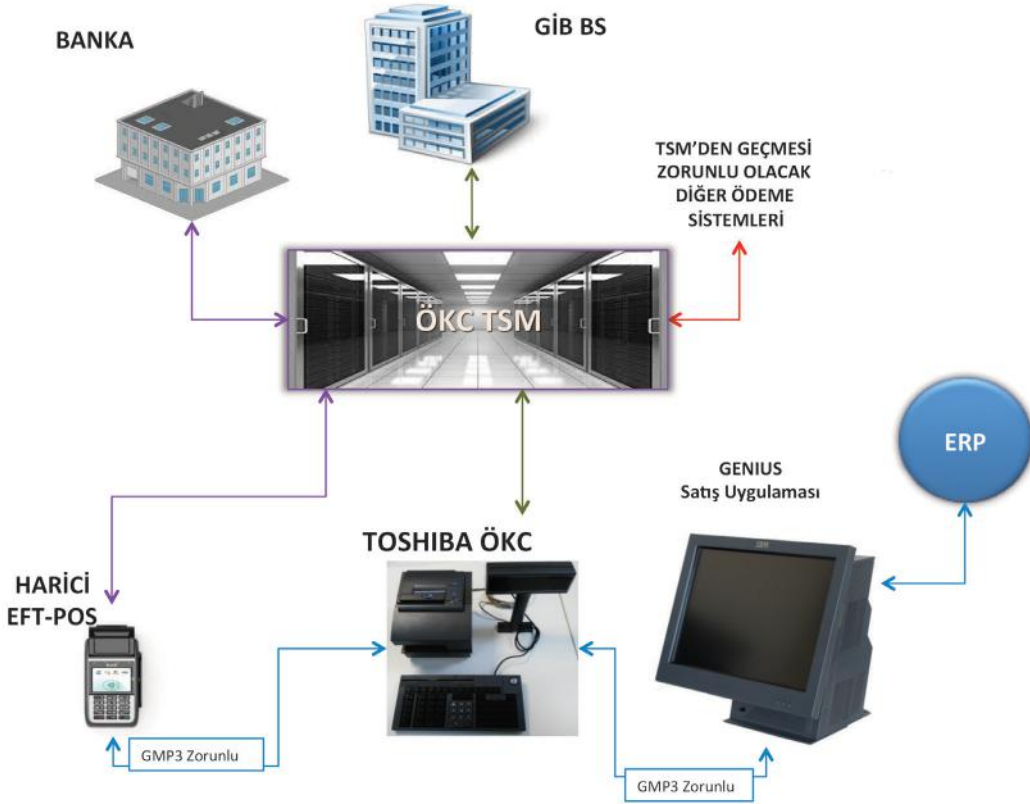 BANKA
GİB BS
TSM'DEN GEÇMESİ
ZORUNLU OLACAK
DİĞER ÖDEME
SİSTEMLERİ
ÖKC TSM
ERP
GENIUS
Satış Uygulaması
TOSHIBA ÖKC
HARİCİ
EFT-POS
IBM
GMP3 Zorunlu
GMP3 Zorunlu